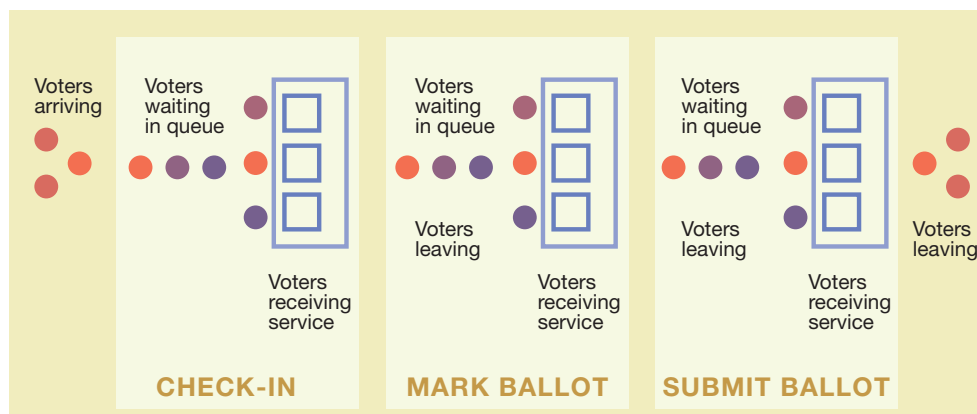 Voters
arriving
Voters
waiting
in queue
Voters
receiving
service
CHECK-IN
Voters
waiting
in queue
Voters
leaving
Voters
receiving
service
MARK BALLOT
Voters
waiting
in queue
Voters
leaving
Voters
receiving
service
SUBMIT BALLOT
Voters
leaving